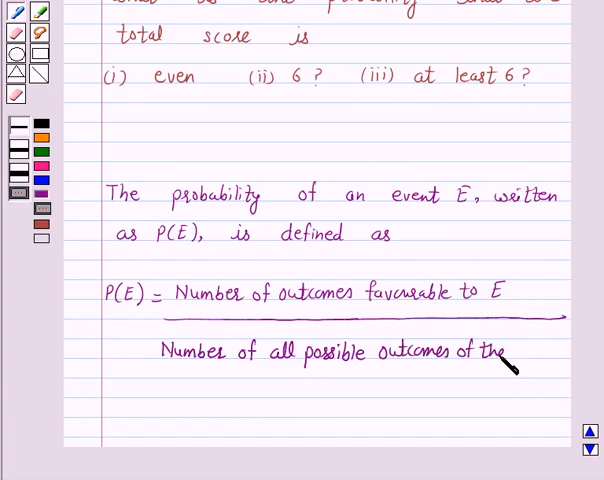 total score is
(i) even (ii) 6 ? (iii) at least 6 ?
The probability of an event E, written
as P(E), is defined as
P(E) = Number of outcomes favourable to E
Number of all possible outcomes of the